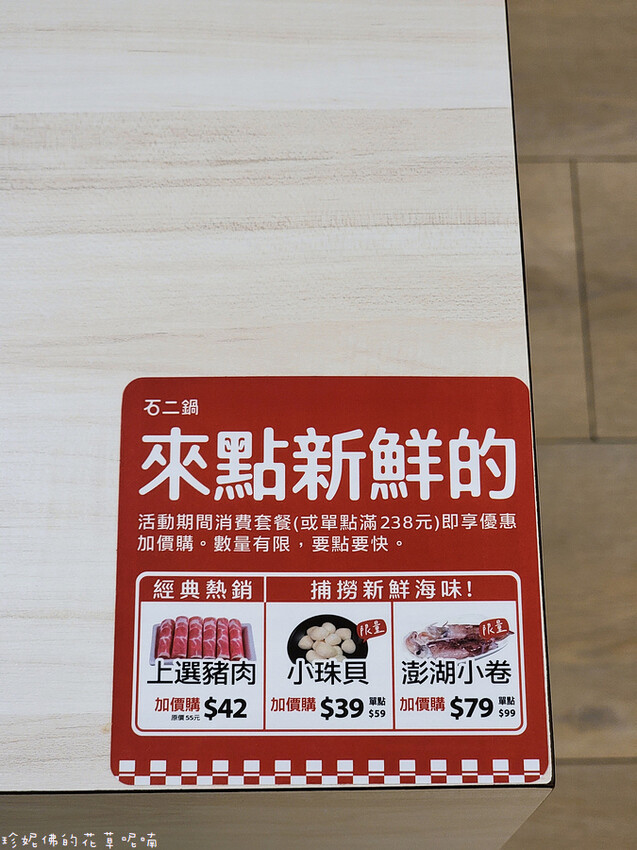 石二鍋
來點新鮮的
活動期間消費套餐(或單點滿238元)即享優惠
加價購。數量有限，要點要快。
經典熱銷
捕撈新鮮海味!
上選豬肉
加價購 $42
原價 55元
限量
小珠貝
加價購 $39 單點 $59
限量
澎湖小卷
加價購 $79 單點 $99
珍妮佛的花草呢喃